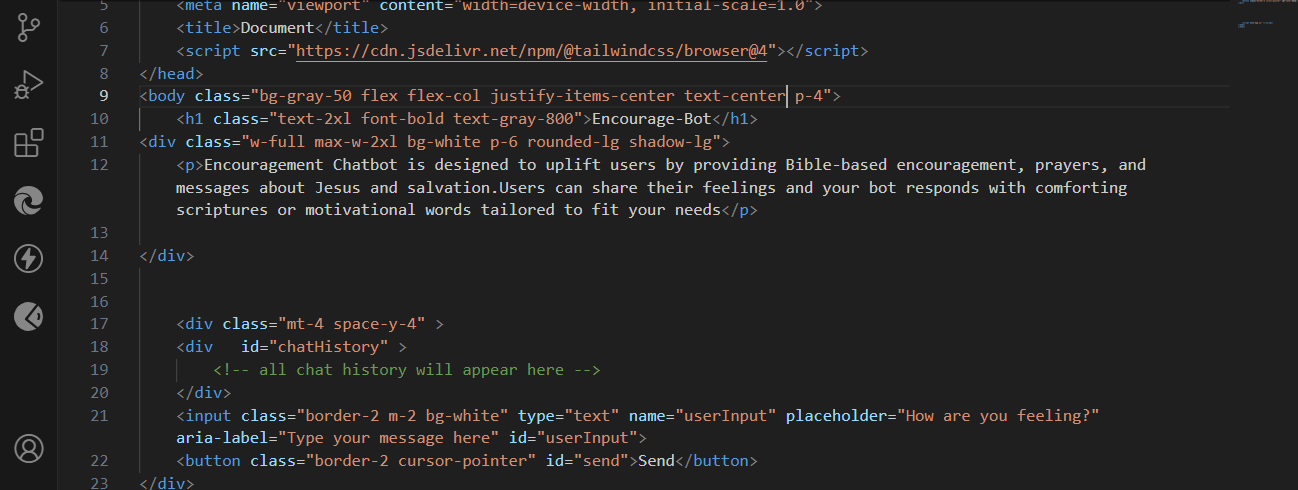 5 <meta name="viewport" content="width=device-width, initial-scale=1.0">
6 <title>Document</title>
7 <script src="https://cdn.jsdelivr.net/npm/@tailwindcss/browser@4"></script>
8 </head>
9 <body class="bg-gray-50 flex flex-col justify-items-center text-center p-4">
10 <h1 class="text-2xl font-bold text-gray-800">Encourage-Bot</h1>
11 <div class="w-full max-w-2xl bg-white p-6 rounded-lg shadow-lg">
12 <p>Encouragement Chatbot is designed to uplift users by providing Bible-based encouragement, prayers, and
messages about Jesus and salvation.Users can share their feelings and your bot responds with comforting
scriptures or motivational words tailored to fit your needs</p>
13
14 </div>
15
16
17 <div class="mt-4 space-y-4" >
18 <div   id="chatHistory" >
19 <!-- all chat history will appear here -->
20 </div>
21 <input class="border-2 m-2 bg-white" type="text" name="userInput" placeholder="How are you feeling?"
aria-label="Type your message here" id="userInput">
22 <button class="border-2 cursor-pointer" id="send">Send</button>
23 </div>